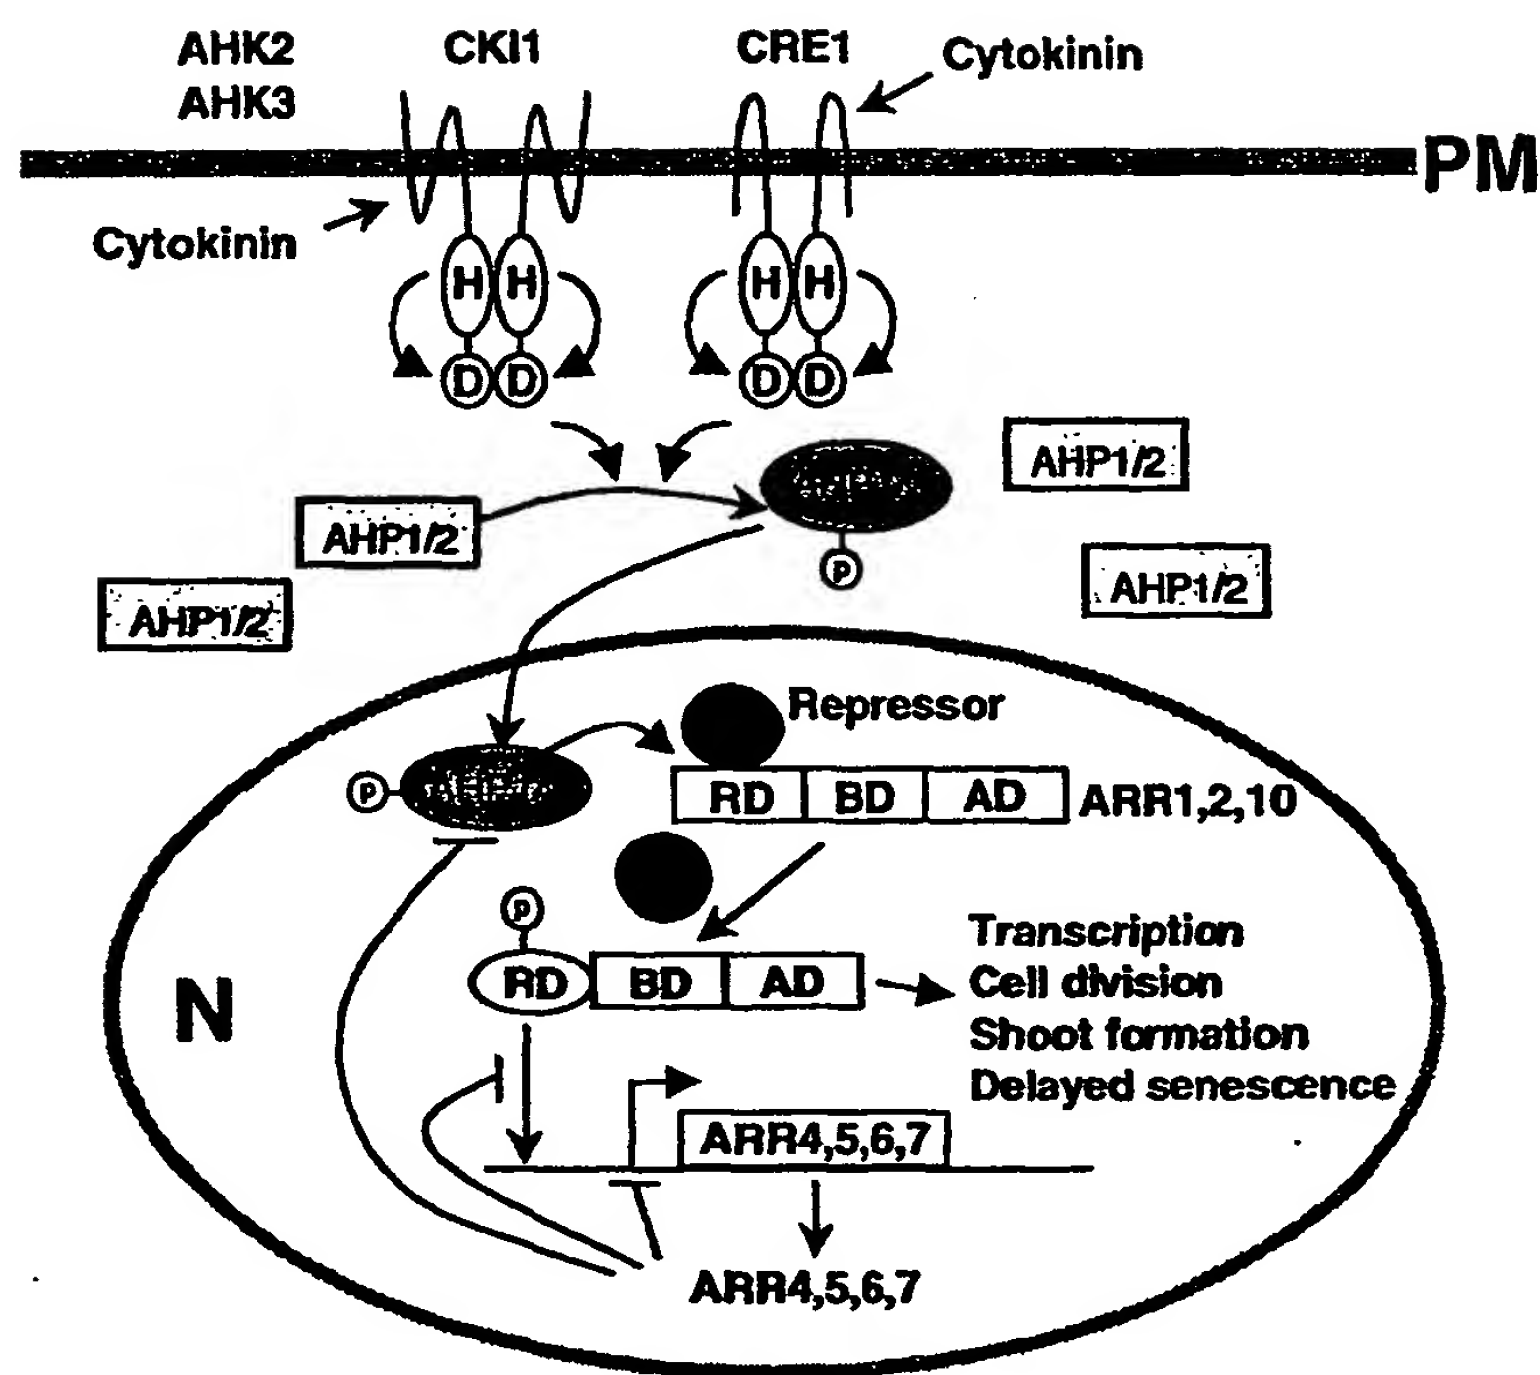 AHK2
AHK3
CKI1
CRE1
Cytokinin
PM
Cytokinin
H H
H H
D D
D D
AHP1/2
AHP1/2
P
AHP1/2
AHP1/2
Repressor
P
RD BD AD ARR1,2,10
P
RD BD AD
Transcription
Cell division
Shoot formation
Delayed senescence
N
ARR4,5,6,7
ARR4,5,6,7